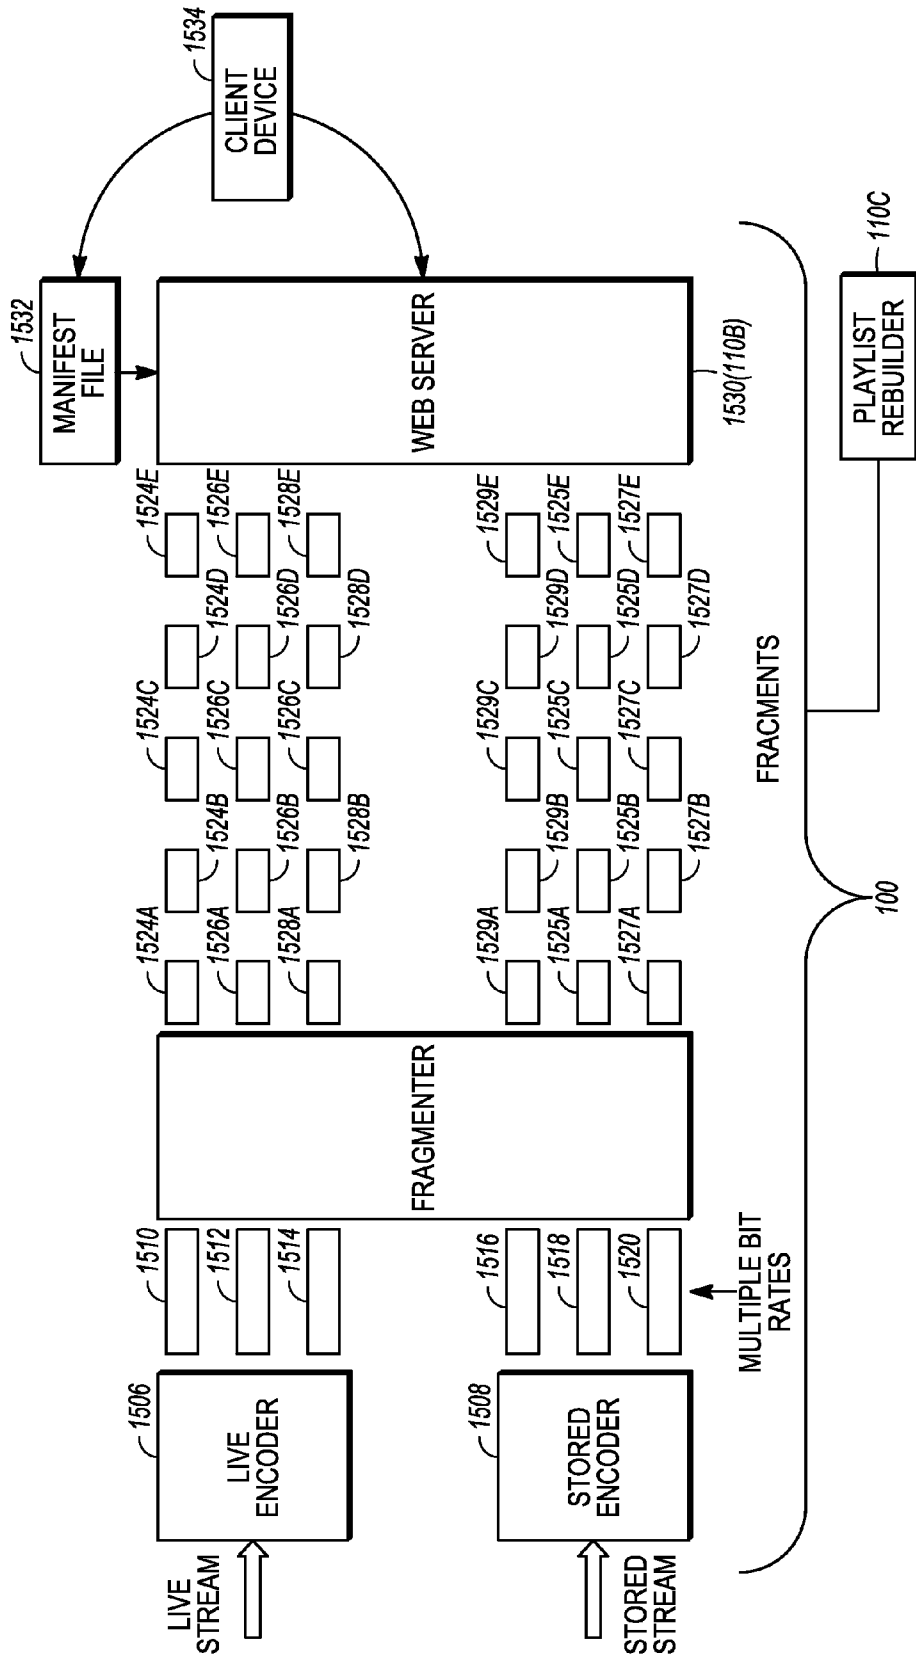 LIVE
STREAM
STORED
STREAM
1506
LIVE
ENCODER
1508
STORED
ENCODER
1510
1512
1514
1516
1518
1520
MULTIPLE BIT
RATES
FRAGMENTER
1524A
1524B
1524C
1524D
1524E
1526A
1526B
1526C
1526D
1526E
1528A
1528B
1526C
1528D
1528E
1529A
1529B
1529C
1529D
1529E
1525A
1525B
1525C
1525D
1525E
1527A
1527B
1527C
1527D
1527E
FRACMENTS
WEB SERVER
1530(110B)
1532
MANIFEST
FILE
1534
CLIENT
DEVICE
100
110C
PLAYLIST
REBUILDER